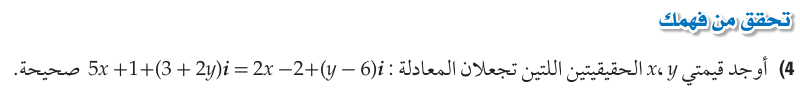 تحقق من فهمك
4) أوجد قيمتي x، y الحقيقيتين اللتين تجعلان المعادلة : 5x +1+(3 + 2y)i = 2x −2+(y − 6)i صحيحة.